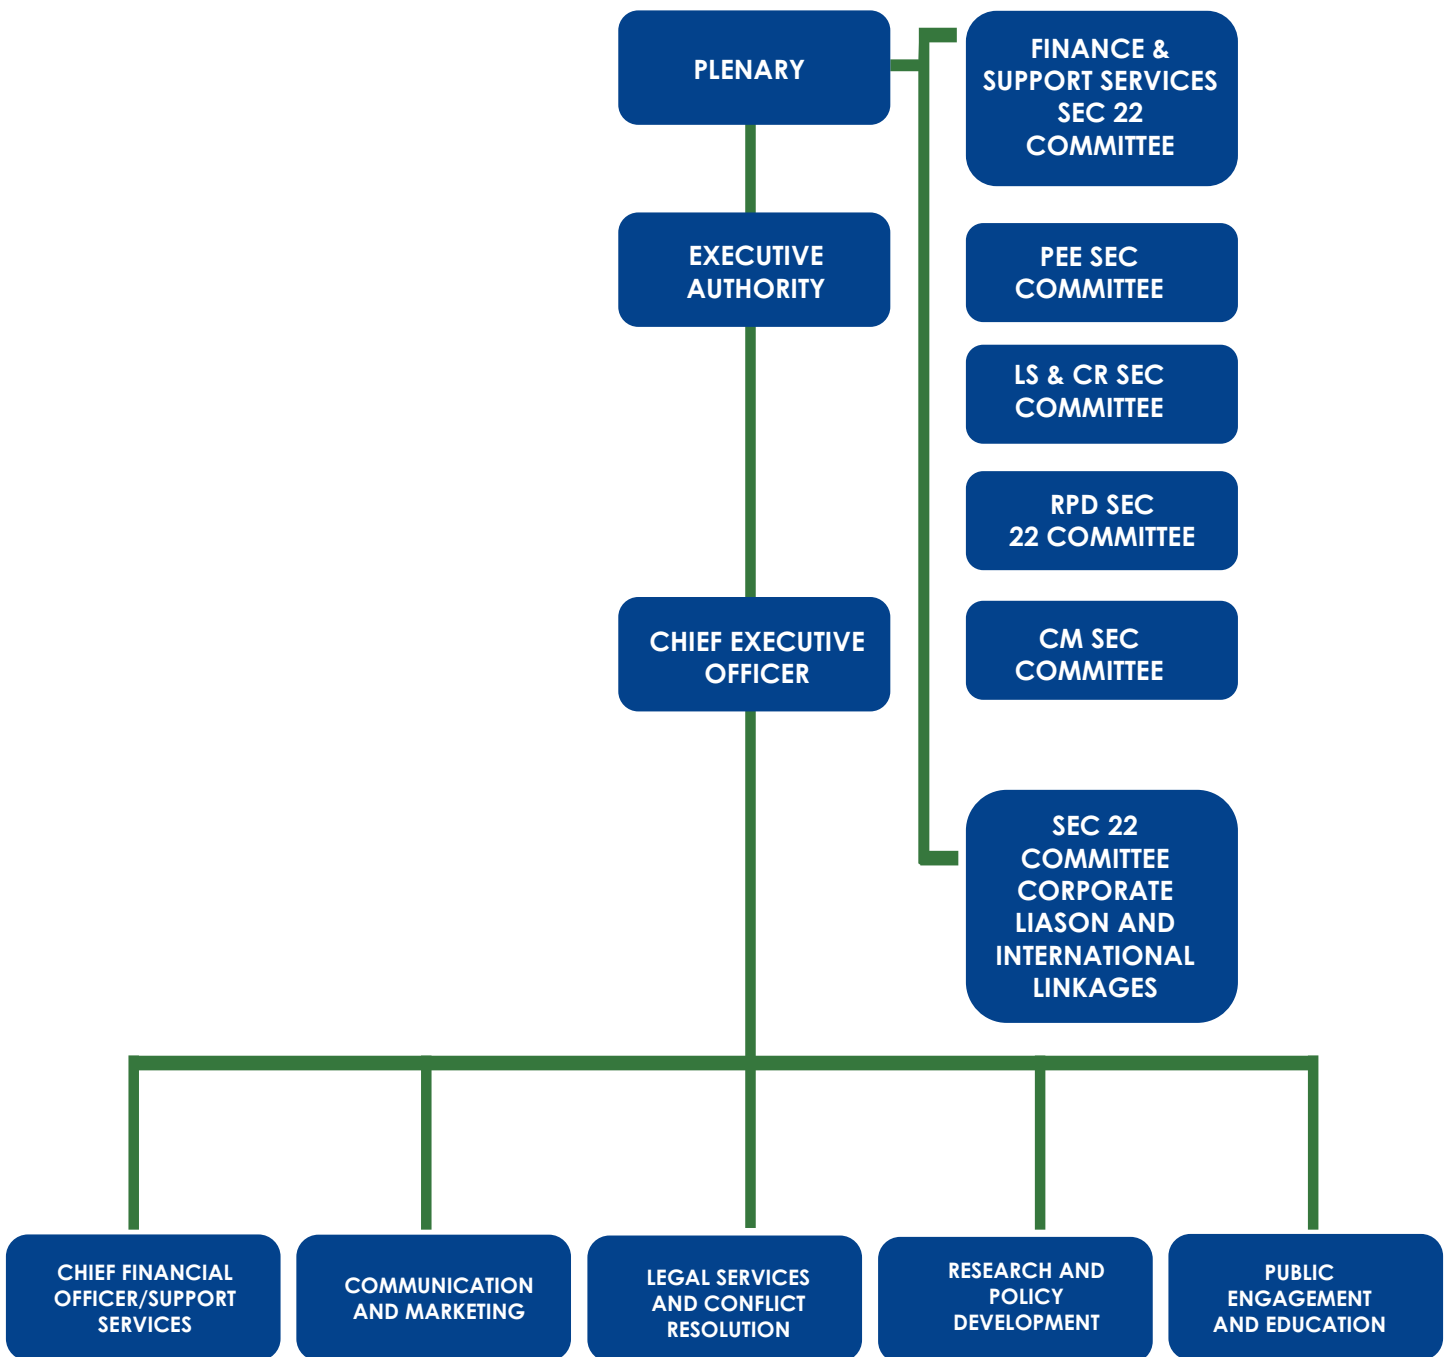 PLENARY
FINANCE &
SUPPORT SERVICES
SEC 22
COMMITTEE
EXECUTIVE
AUTHORITY
PEE SEC
COMMITTEE
LS & CR SEC
COMMITTEE
RPD SEC
22 COMMITTEE
CHIEF EXECUTIVE
OFFICER
CM SEC
COMMITTEE
SEC 22
COMMITTEE
CORPORATE
LIASON AND
INTERNATIONAL
LINKAGES
CHIEF FINANCIAL
OFFICER/SUPPORT
SERVICES
COMMUNICATION
AND MARKETING
LEGAL SERVICES
AND CONFLICT
RESOLUTION
RESEARCH AND
POLICY
DEVELOPMENT
PUBLIC
ENGAGEMENT
AND EDUCATION